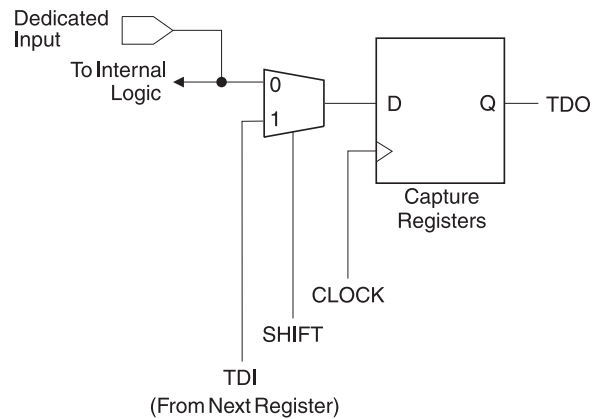 Dedicated
Input
To Internal
Logic
0
1
D
Q
TDO
Capture
Registers
CLOCK
SHIFT
TDI
(From Next Register)